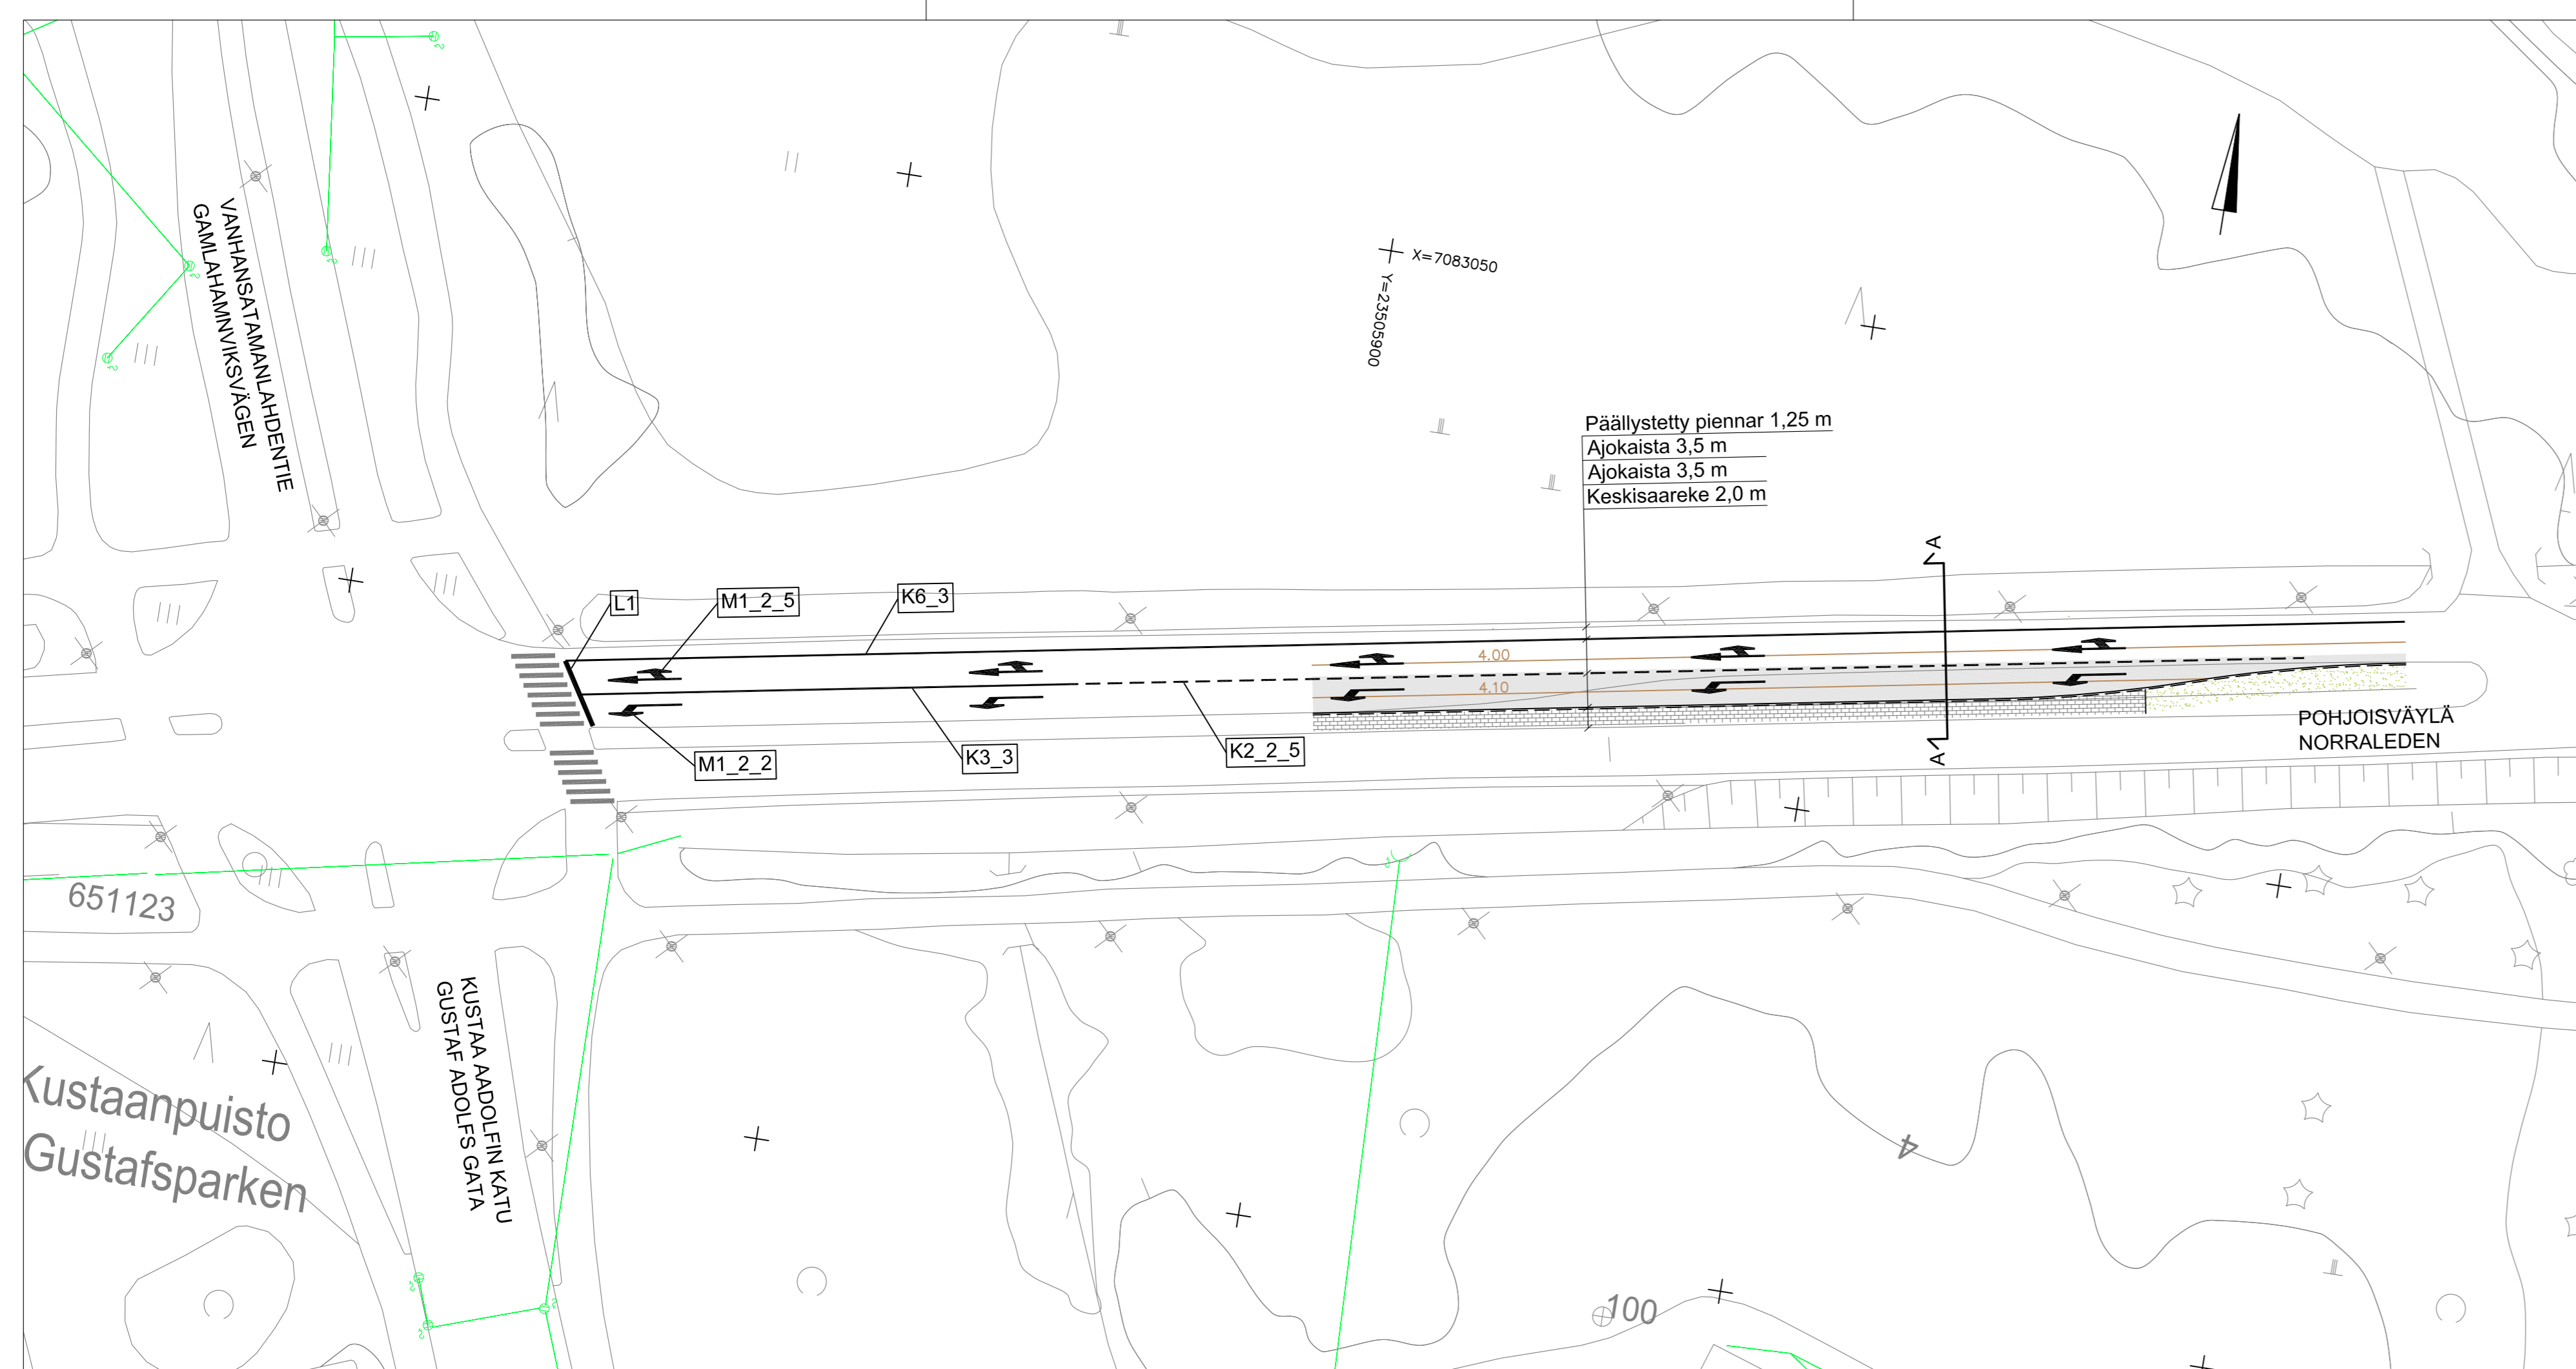 VANHANSATAMANLAHDENTIE
GAMLAHAMNVIKSVÄGEN
X=7083050
Y=23505900
Päällystetty piennar 1,25 m
Ajokaista 3,5 m
Ajokaista 3,5 m
Keskisaareke 2,0 m
A
L1
M1_2_5
K6_3
4.00
4.10
M1_2_2
K3_3
K2_2_5
A
POHJOISVÄYLÄ
NORRALEDEN
651123
KUSTAA AADOLFIN KATU
GUSTAF ADOLFS GATA
Kustaanpuisto
Gustafsparken
4
100